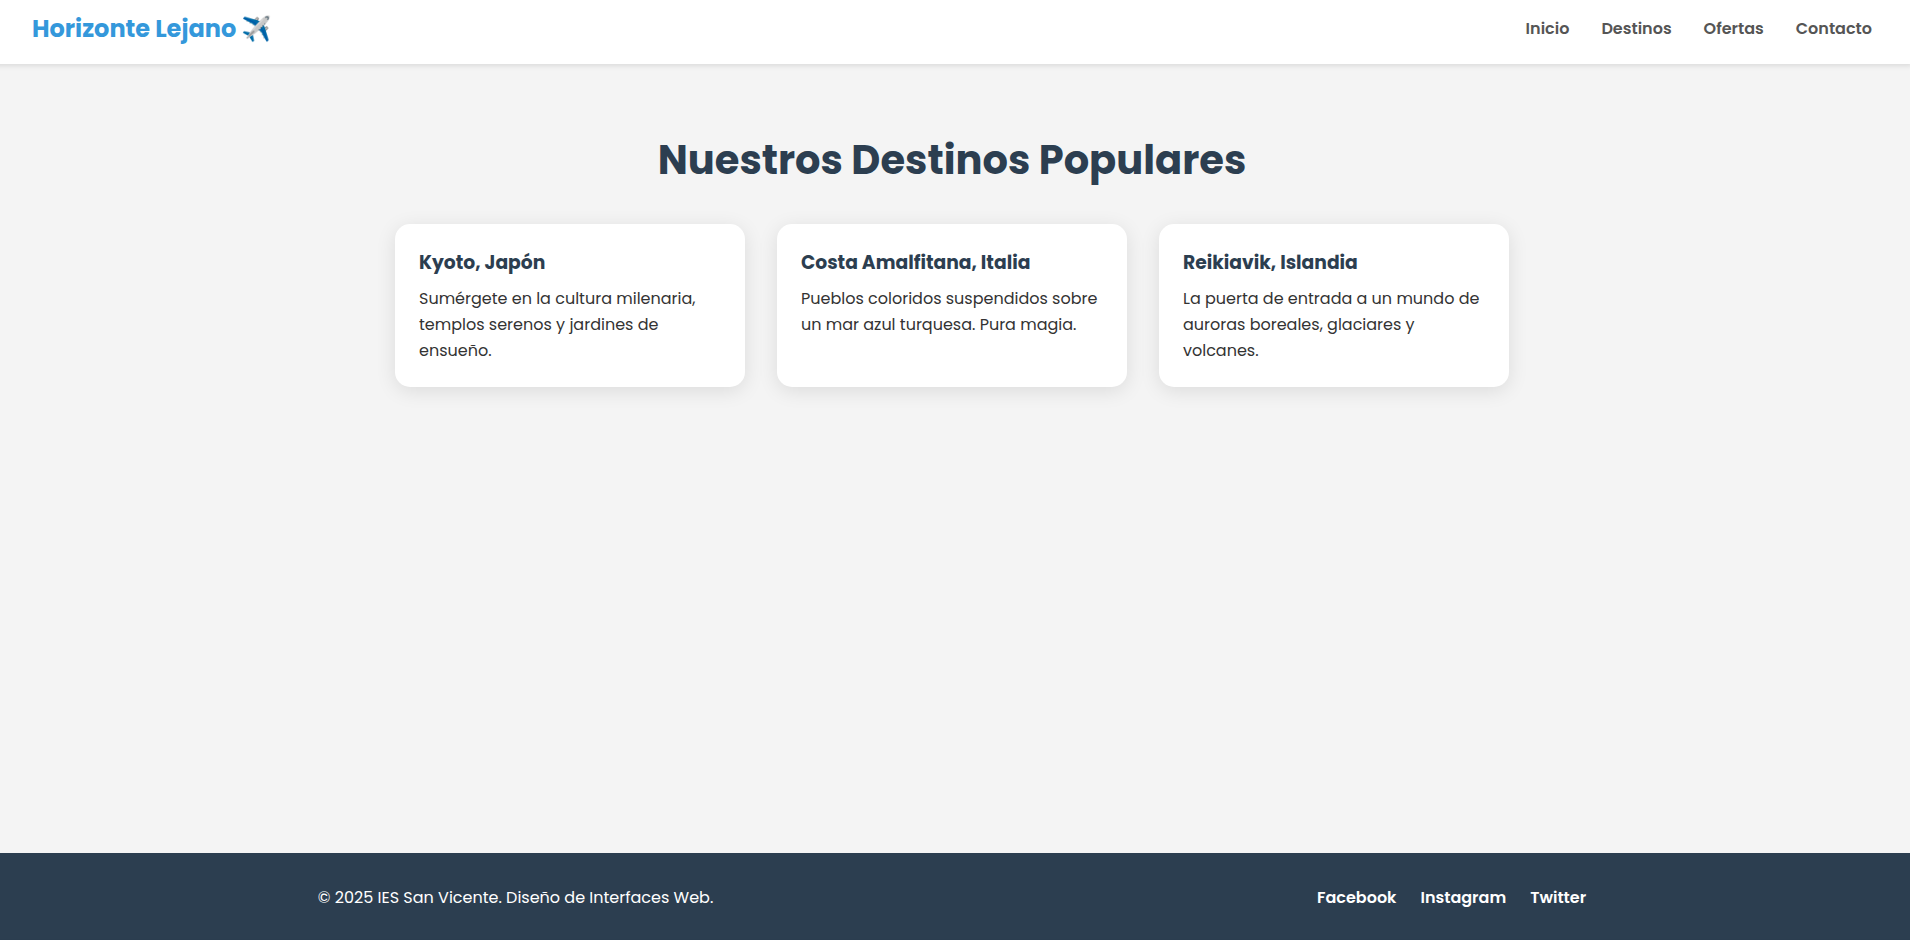 Horizonte Lejano ✈️
Inicio
Destinos
Ofertas
Contacto
Nuestros Destinos Populares
Kyoto, Japón
Sumérgete en la cultura milenaria,
templos serenos y jardines de
ensueño.
Costa Amalfitana, Italia
Pueblos coloridos suspendidos sobre
un mar azul turquesa. Pura magia.
Reikiavik, Islandia
La puerta de entrada a un mundo de
auroras boreales, glaciares y
volcanes.
© 2025 IES San Vicente. Diseño de Interfaces Web.
Facebook
Instagram
Twitter